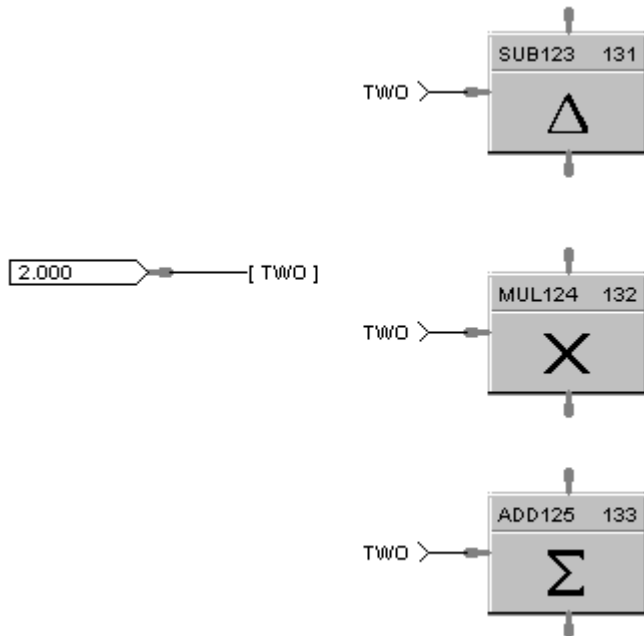 SUB123 131
TWO
Δ
2.000
[ TWO ]
MUL124 132
TWO
X
ADD125 133
TWO
Σ